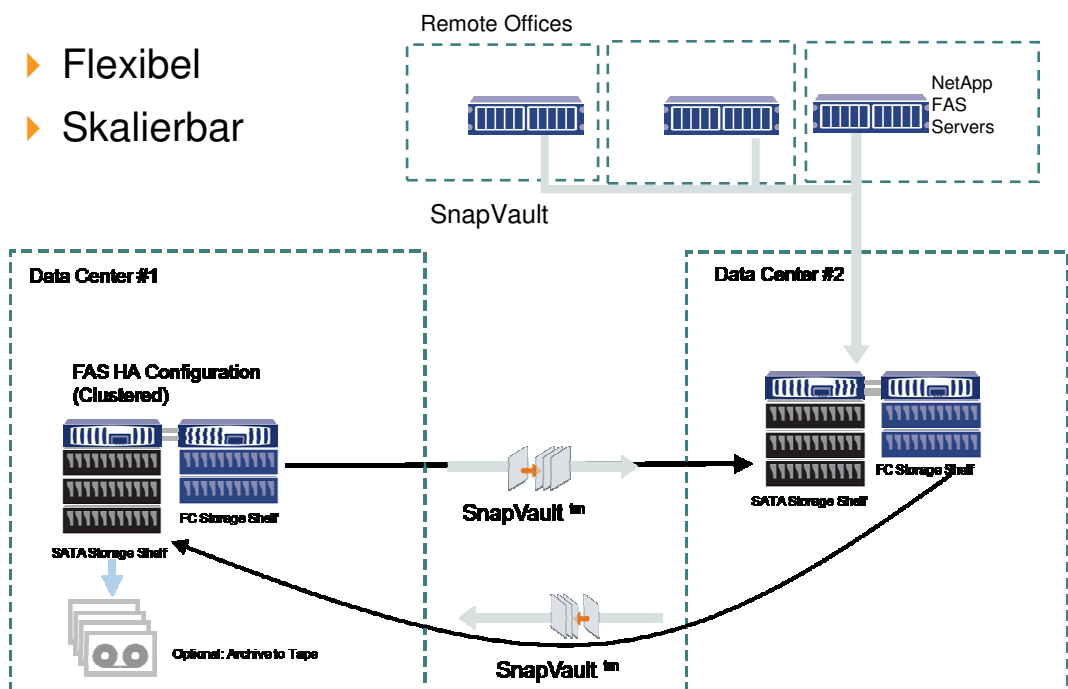 Flexibel
Skalierbar
Remote Offices
NetApp
FAS
Servers
SnapVault
Data Center #1
Data Center #2
FAS HA Configuration
(Clustered)
FC Storage Shelf
SATA Storage Shelf
SnapVault tm
FC Storage Shelf
SATA Storage Shelf
Optional: Archive to Tape
SnapVault tm